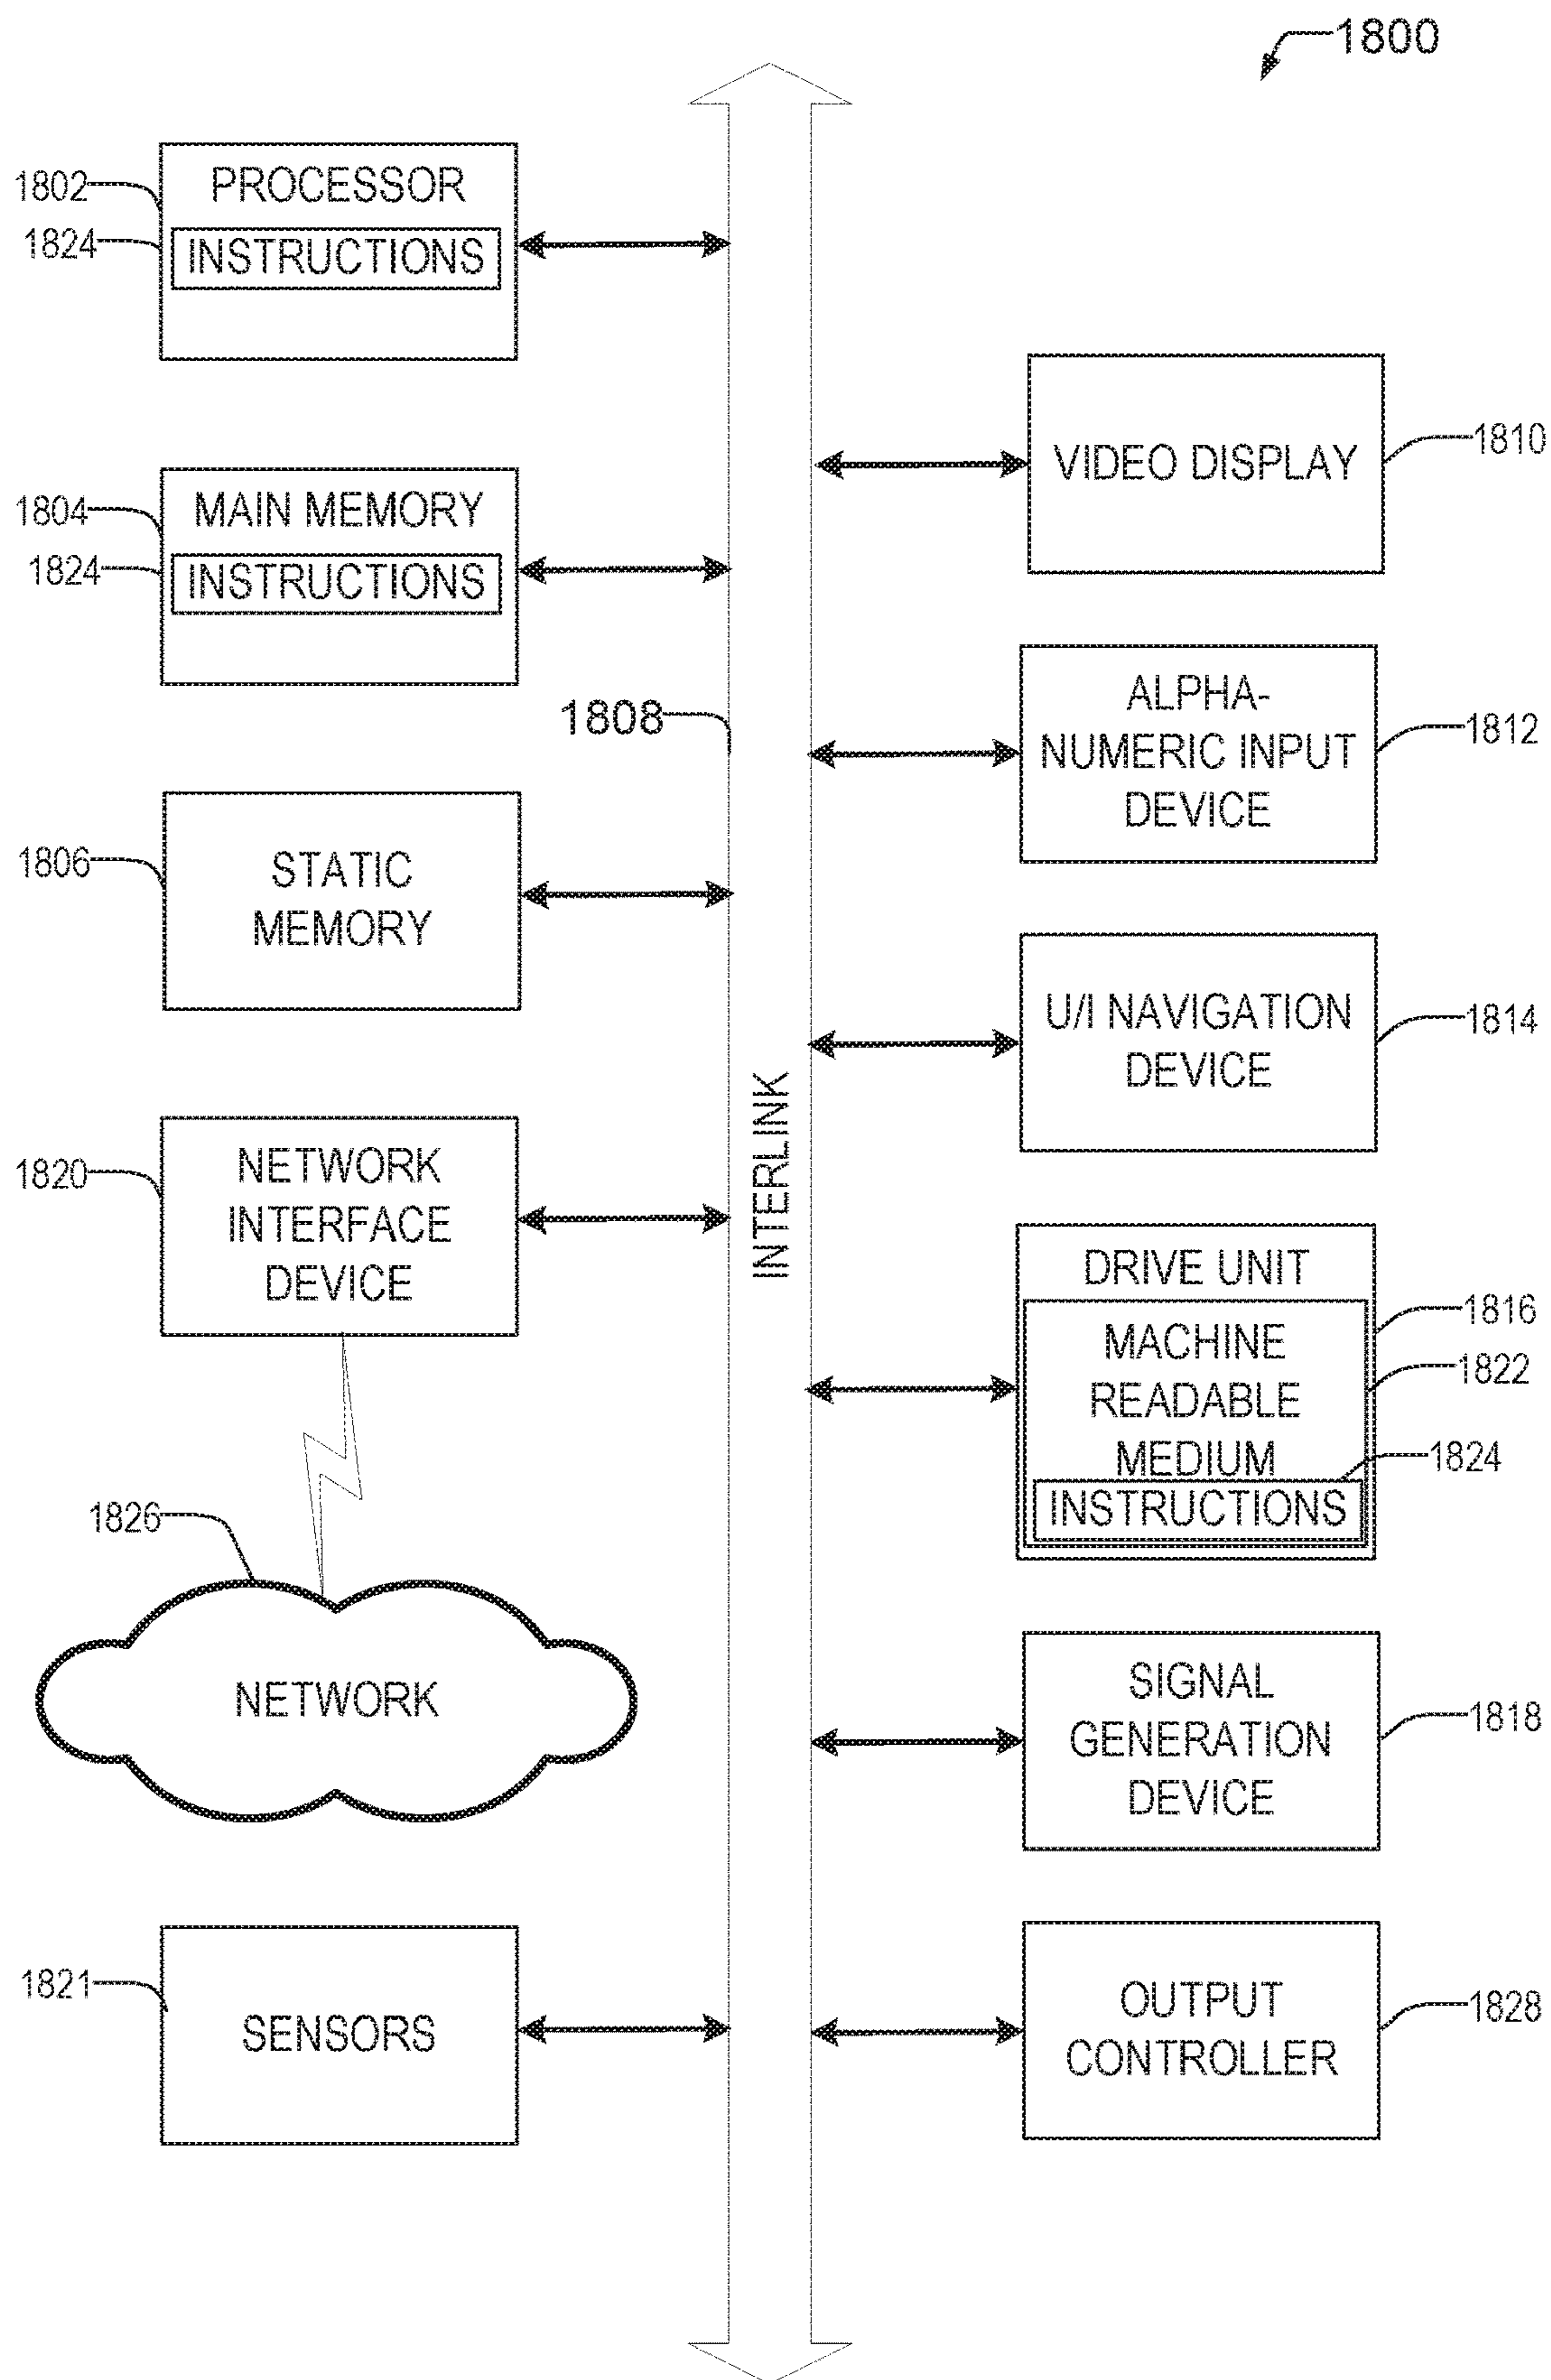 1800
1802
PROCESSOR
1824
INSTRUCTIONS
1804
MAIN MEMORY
1824
INSTRUCTIONS
1808
1806
STATIC
MEMORY
1820
NETWORK
INTERFACE
DEVICE
1826
NETWORK
1821
SENSORS
INTERLINK
VIDEO DISPLAY
1810
ALPHA-
NUMERIC INPUT
DEVICE
1812
U/I NAVIGATION
DEVICE
1814
DRIVE UNIT
1816
MACHINE
READABLE
MEDIUM
1822
1824
INSTRUCTIONS
SIGNAL
GENERATION
DEVICE
1818
OUTPUT
CONTROLLER
1828